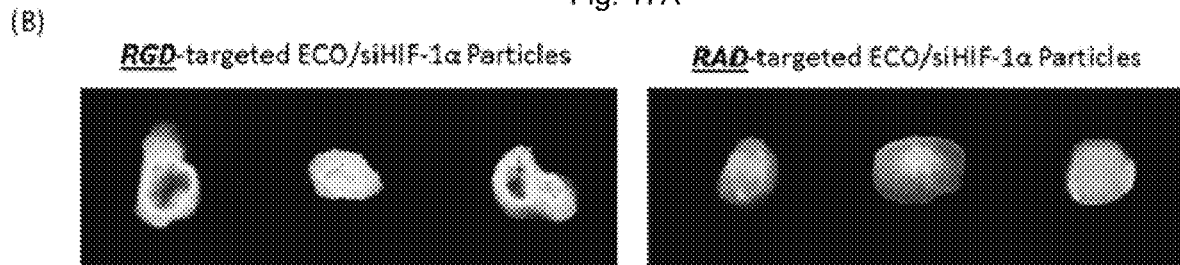 (B)
RGD-targeted ECO/siHIF-1α Particles
RAD-targeted ECO/siHIF-1α Particles